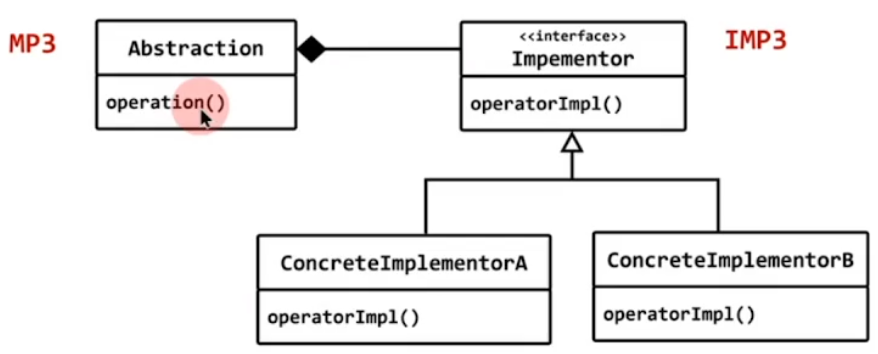 MP3
Abstraction
operation()
<<interface>>
Impementor
operatorImpl()
IMP3
ConcreteImplementorA
operatorImpl()
ConcreteImplementorB
operatorImpl()